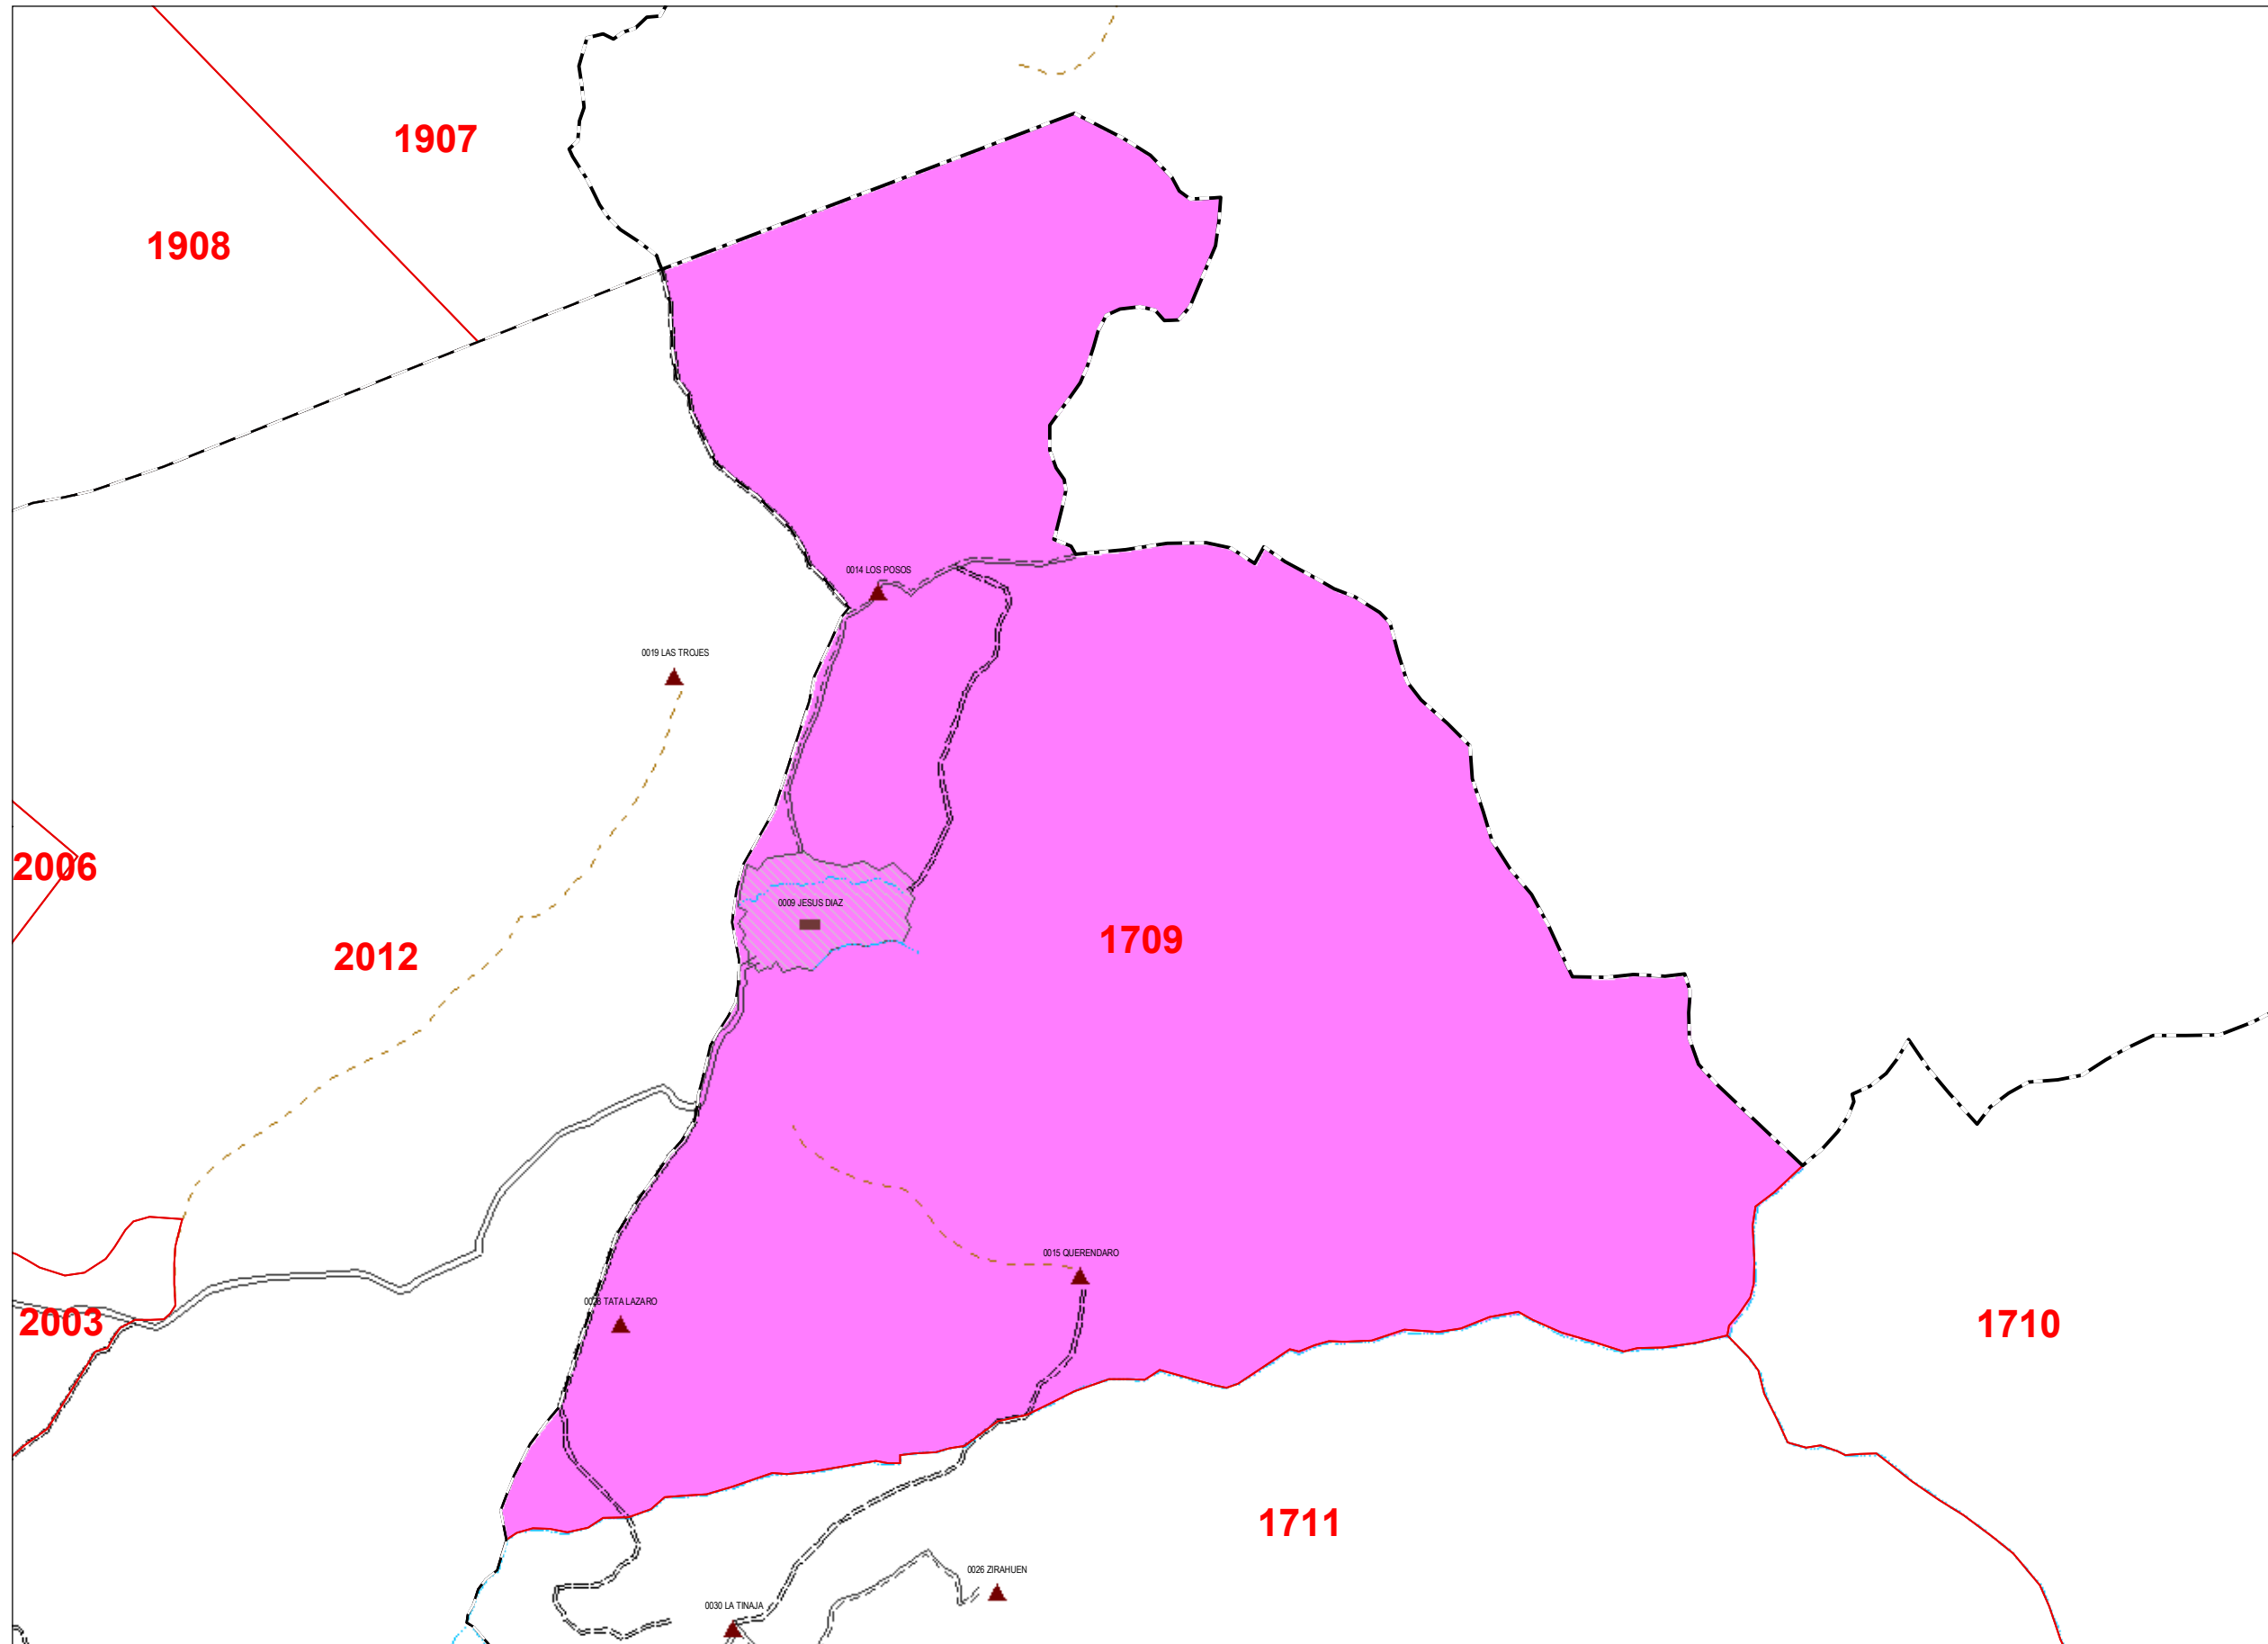 1907
1908
0014 LOS POSOS
0019 LAS TROJES
2006
0009 JESUS DIAZ
1709
2012
0015 QUERENDARO
0028 TATA LAZARO
2003
1710
1711
0026 ZIRAHUEN
0030 LA TINAJA